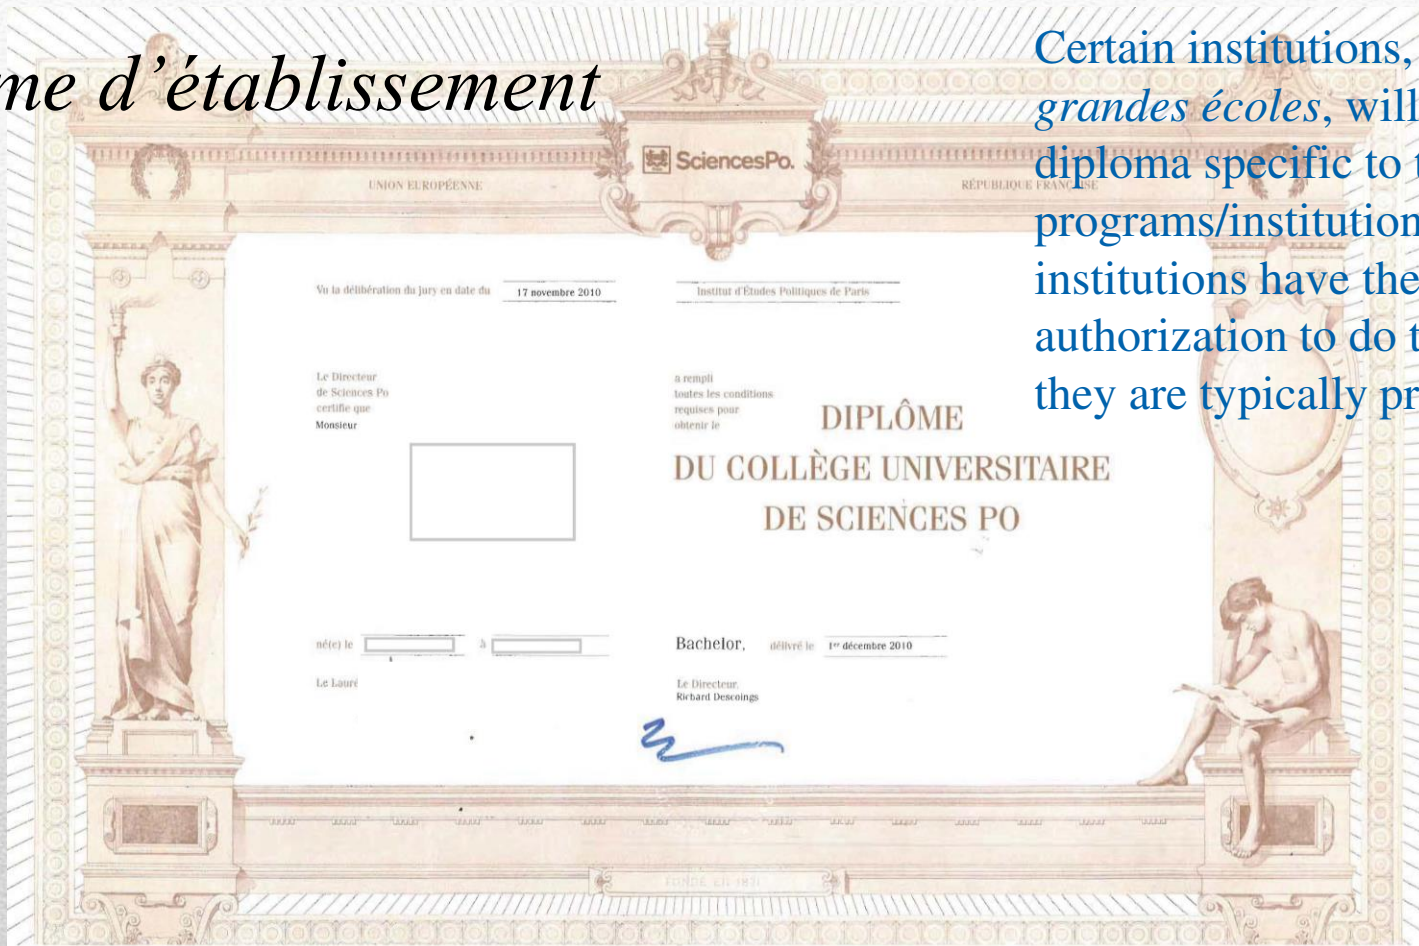 me d’établissement
Certain institutions,
grandes écoles, will
diploma specific to t
programs/institution
institutions have the
authorization to do t
they are typically pr
SciencesPo.
UNION EUROPÉENNE
RÉPUBLIQUE FRANÇAISE
Vu la délibération du jury en date du 17 novembre 2010
Institut d'Études Politiques de Paris
Le Directeur
de Sciences Po
certifie que
Monsieur
a rempli
toutes les conditions
requises pour
obtenir le
DIPLÔME
DU COLLÈGE UNIVERSITAIRE
DE SCIENCES PO
né(e) le
à
Bachelor, délivré le 1er décembre 2010
Le Lauré
Le Directeur,
Richard Descoings
FONDÉ EN 1871